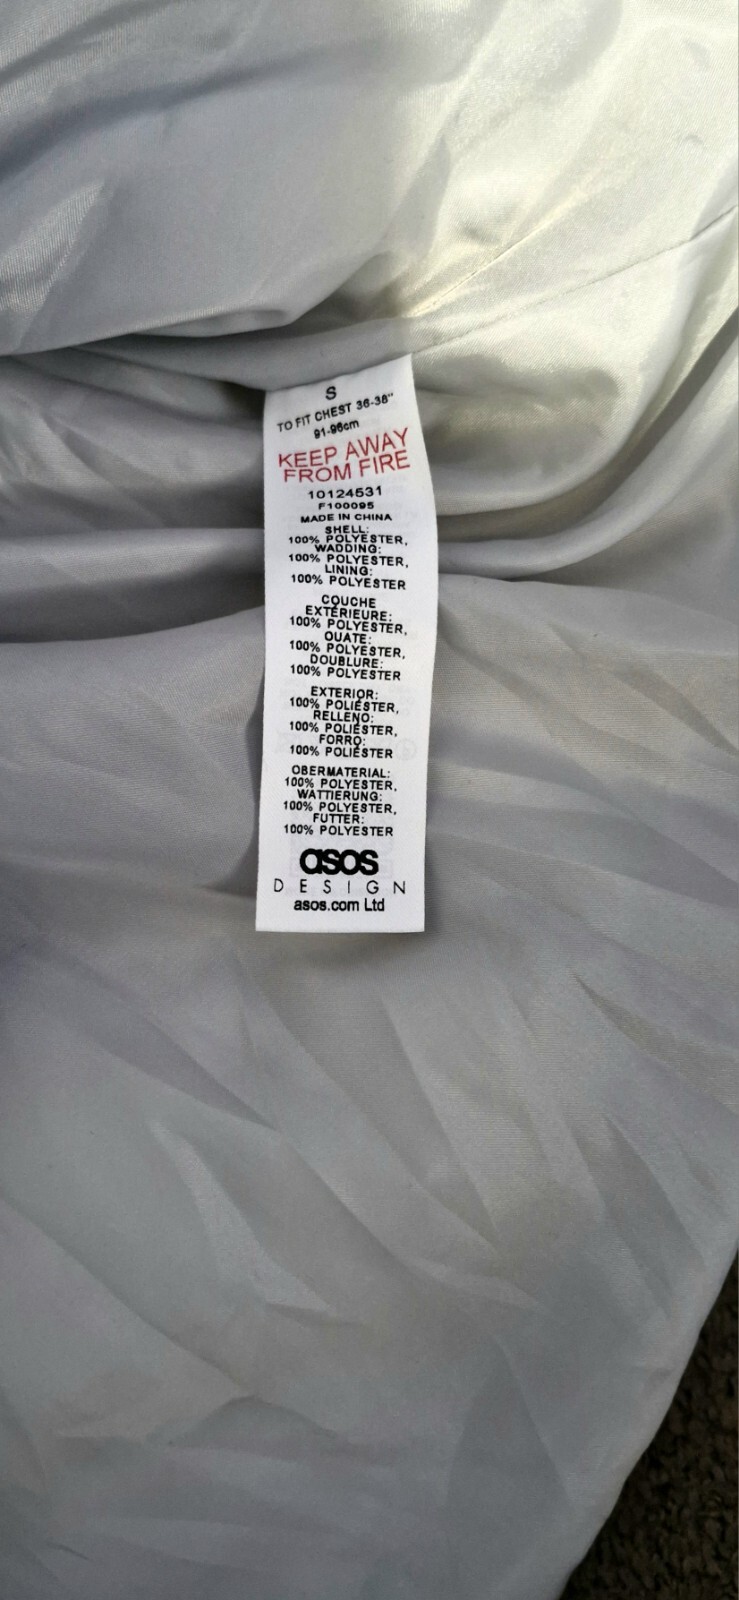 S
TO FIT CHEST 36-38"
91-96cm
KEEP AWAY
FROM FIRE
10124531
F100095
MADE IN CHINA
SHELL:
100% POLYESTER,
WADDING:
100% POLYESTER,
LINING:
100% POLYESTER
COUCHE
EXTÉRIEURE:
100% POLYESTER,
OUATE:
100% POLYESTER,
DOUBLURE:
100% POLYESTER
EXTERIOR:
100% POLIÉSTER,
RELLENO:
100% POLIÉSTER,
FORRO:
100% POLIÉSTER
OBERMATERIAL:
100% POLYESTER,
WATTIERUNG:
100% POLYESTER,
FUTTER:
100% POLYESTER
asos
DESIGN
asos.com Ltd